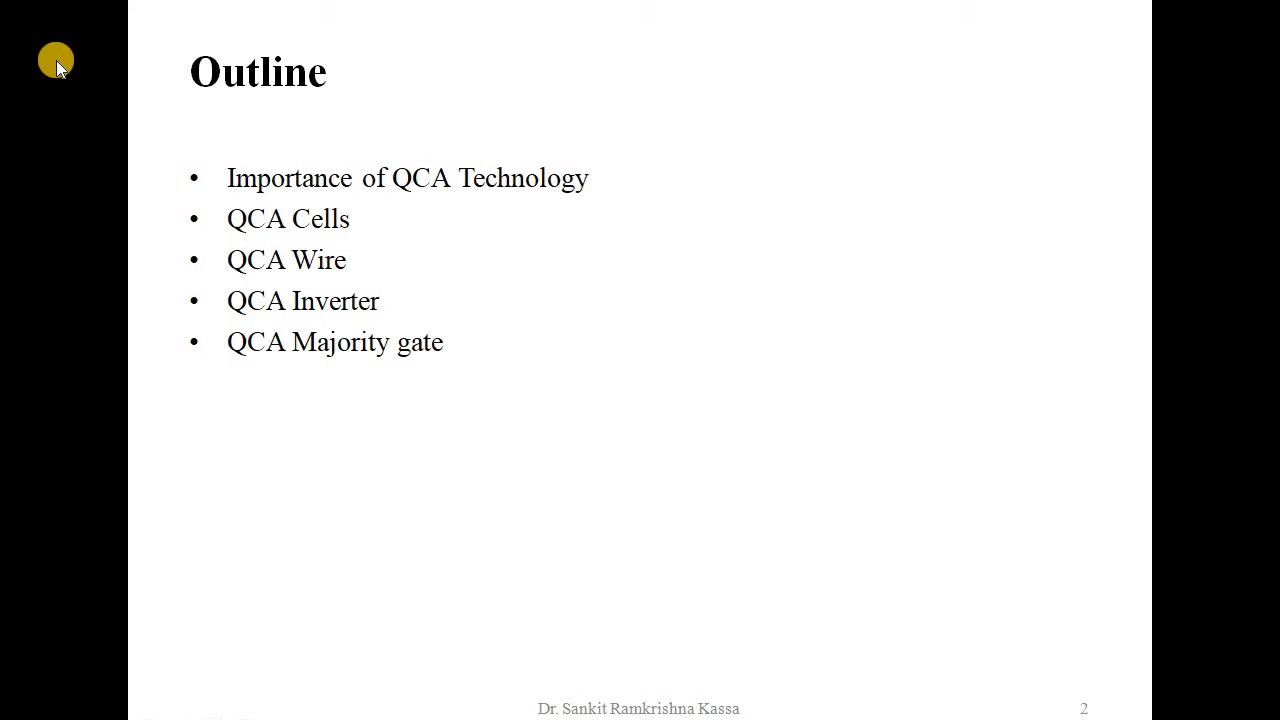 Outline
• Importance of QCA Technology
• QCA Cells
• QCA Wire
• QCA Inverter
• QCA Majority gate
Dr. Sankit Ramkrishna Kassa
2